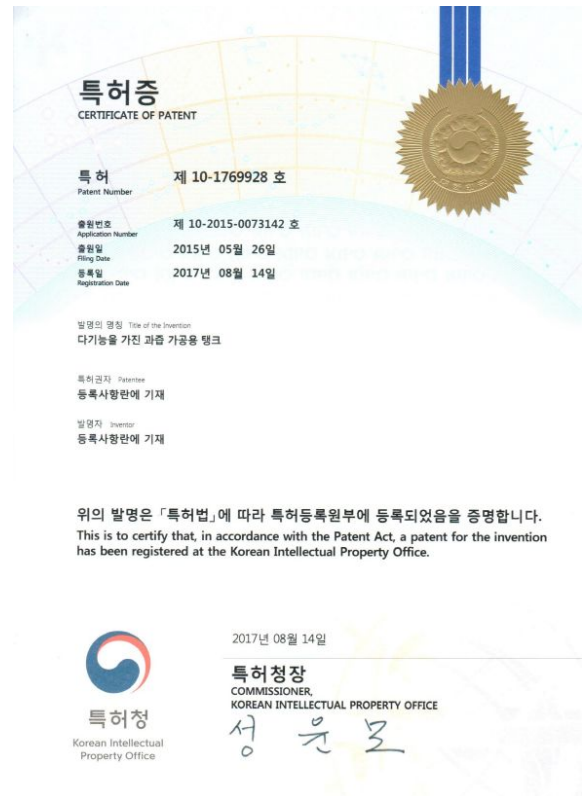 특허증
CERTIFICATE OF PATENT
특 허 제 10-1769928 호
Patent Number
출원번호 제 10-2015-0073142 호
Application Number
출원일 2015년 05월 26일
Filing Date
등록일 2017년 08월 14일
Registration Date
발명의 명칭 Title of the Invention
다기능을 가진 과즙 가공용 탱크
특허권자 Patentee
등록사항란에 기재
발명자 Inventor
등록사항란에 기재
위의 발명은 「특허법」에 따라 특허등록원부에 등록되었음을 증명합니다.
This is to certify that, in accordance with the Patent Act, a patent for the invention
has been registered at the Korean Intellectual Property Office.
2017년 08월 14일
특허청장
COMMISSIONER,
KOREAN INTELLECTUAL PROPERTY OFFICE
성 윤 모
특허청
Korean Intellectual
Property Office